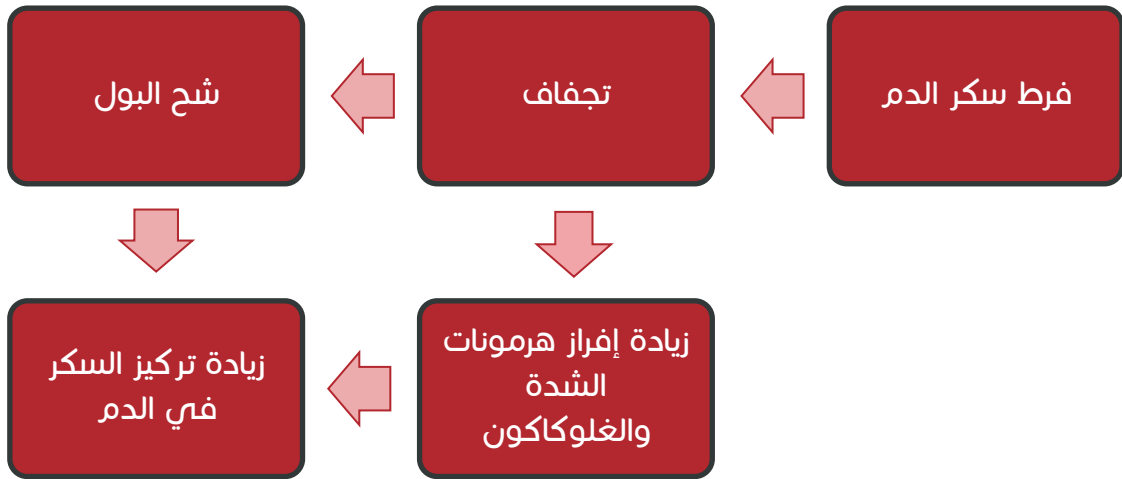 فرط سكر الدم
تجفاف
شح البول
زيادة إفراز هرمونات
الشدة
والغلوكاكون
زيادة تركيز السكر
في الدم